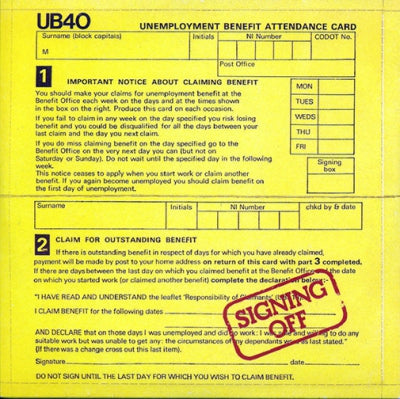 UB40 UNEMPLOYMENT BENEFIT ATTENDANCE CARD
Surname (block capitals) Initials NI Number CODOT No.
M
Post Office
1 IMPORTANT NOTICE ABOUT CLAIMING BENEFIT
You should make your claims for unemployment benefit at the
Benefit Office each week on the days and at the times shown
in the box on the right. Produce this card on each occasion.
If you fail to claim in any week on the day specified you risk losing
benefit and you could be disqualified for all the days between your
last claim and the day you next claim.
If you do miss claiming benefit on the day specified go to the
Benefit Office on the very next day you can (but not on
Saturday or Sunday). Do not wait until the specified day in the following
week.
This notice ceases to apply when you start work or claim another
benefit. If you again become unemployed you should claim benefit on
the first day of unemployment.
MON
TUES
WEDS
THU
FRI
Signing
box
Surname Initials NI Number chkd by & date
2 CLAIM FOR OUTSTANDING BENEFIT
If there is outstanding benefit in respect of days for which you have already claimed,
payment will be made by post to your home address on return of this card with part 3 completed.
If there are days between the last day on which you claimed benefit at the Benefit Office and the date
on which you started work (or claimed another benefit) complete the declaration below:-
"I HAVE READ AND UNDERSTAND the leaflet 'Responsibility of Claimants'
I CLAIM BENEFIT for the following dates
AND DECLARE that on those days I was unemployed and did no work: I was able and willing to do any
suitable work but was unable to get any: the circumstances of my dependants were as last stated."
(If there was a change cross out this last item).
Signature date
DO NOT SIGN UNTIL THE LAST DAY FOR WHICH YOU WISH TO CLAIM BENEFIT.
SIGNING
OFF